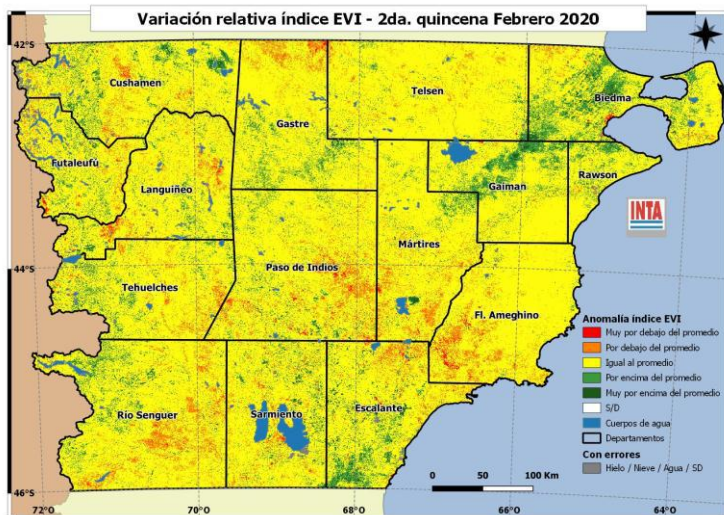 Variación relativa índice EVI - 2da. quincena Febrero 2020
42°S
Cushamen
Telsen
Biedma
Gastre
Futaleufú
Languiñeo
Gaiman
Rawson
INTA
Mártires
44°S
Paso de Indios
Tehuelches
Fl. Ameghino
Río Senguer
Sarmiento
Escalante
Anomalía índice EVI
Muy por debajo del promedio
Por debajo del promedio
Igual al promedio
Por encima del promedio
Muy por encima del promedio
S/D
Cuerpos de agua
Departamentos
Con errores
Hielo / Nieve / Agua / SD
0 50 100 Km
46°S
72°O 70°O 68°O 66°O 64°O